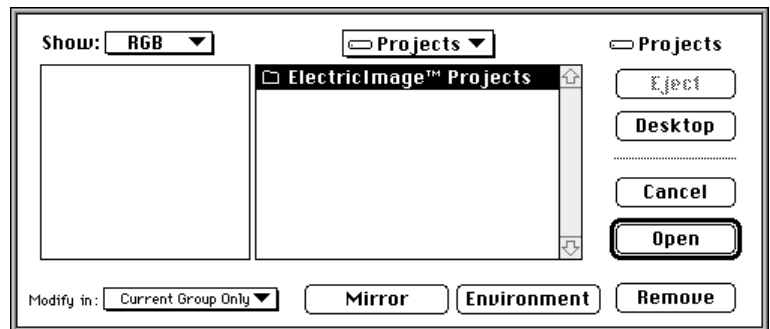 Show: RGB Projects Projects
ElectricImage™ Projects
Eject
Desktop
Cancel
Open
Modify in: Current Group Only Mirror Environment Remove